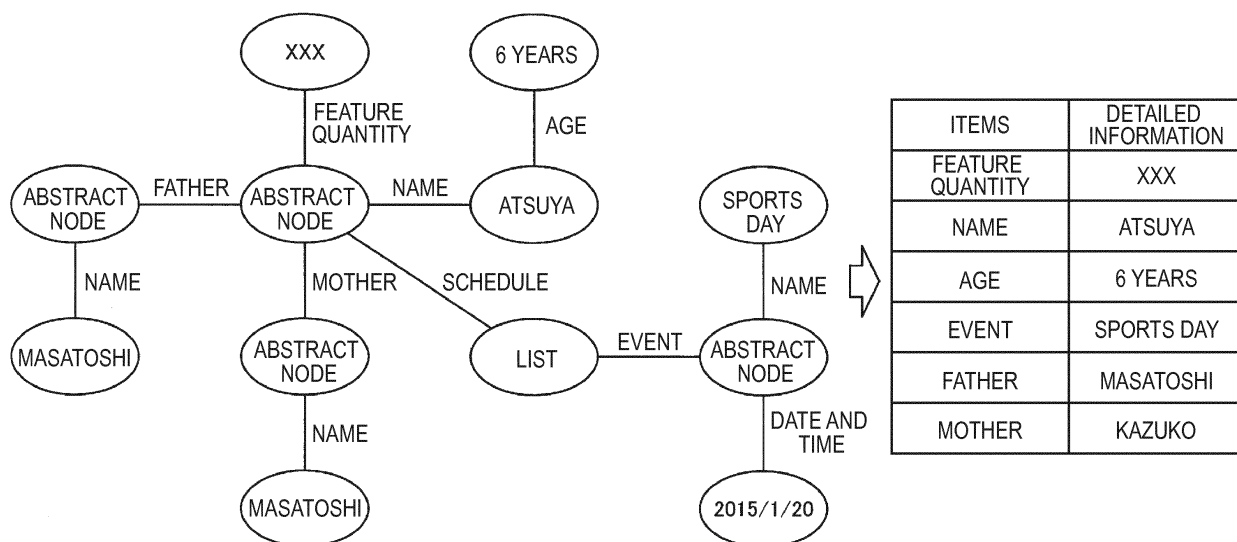 XXX
6 YEARS
FEATURE
QUANTITY
AGE
ABSTRACT
NODE
FATHER
ABSTRACT
NODE
NAME
ATSUYA
SPORTS
DAY
NAME
MOTHER
SCHEDULE
NAME
MASATOSHI
ABSTRACT
NODE
LIST
EVENT
ABSTRACT
NODE
NAME
DATE AND
TIME
MASATOSHI
2015/1/20
ITEMS
DETAILED
INFORMATION
FEATURE
QUANTITY
XXX
NAME
ATSUYA
AGE
6 YEARS
EVENT
SPORTS DAY
FATHER
MASATOSHI
MOTHER
KAZUKO